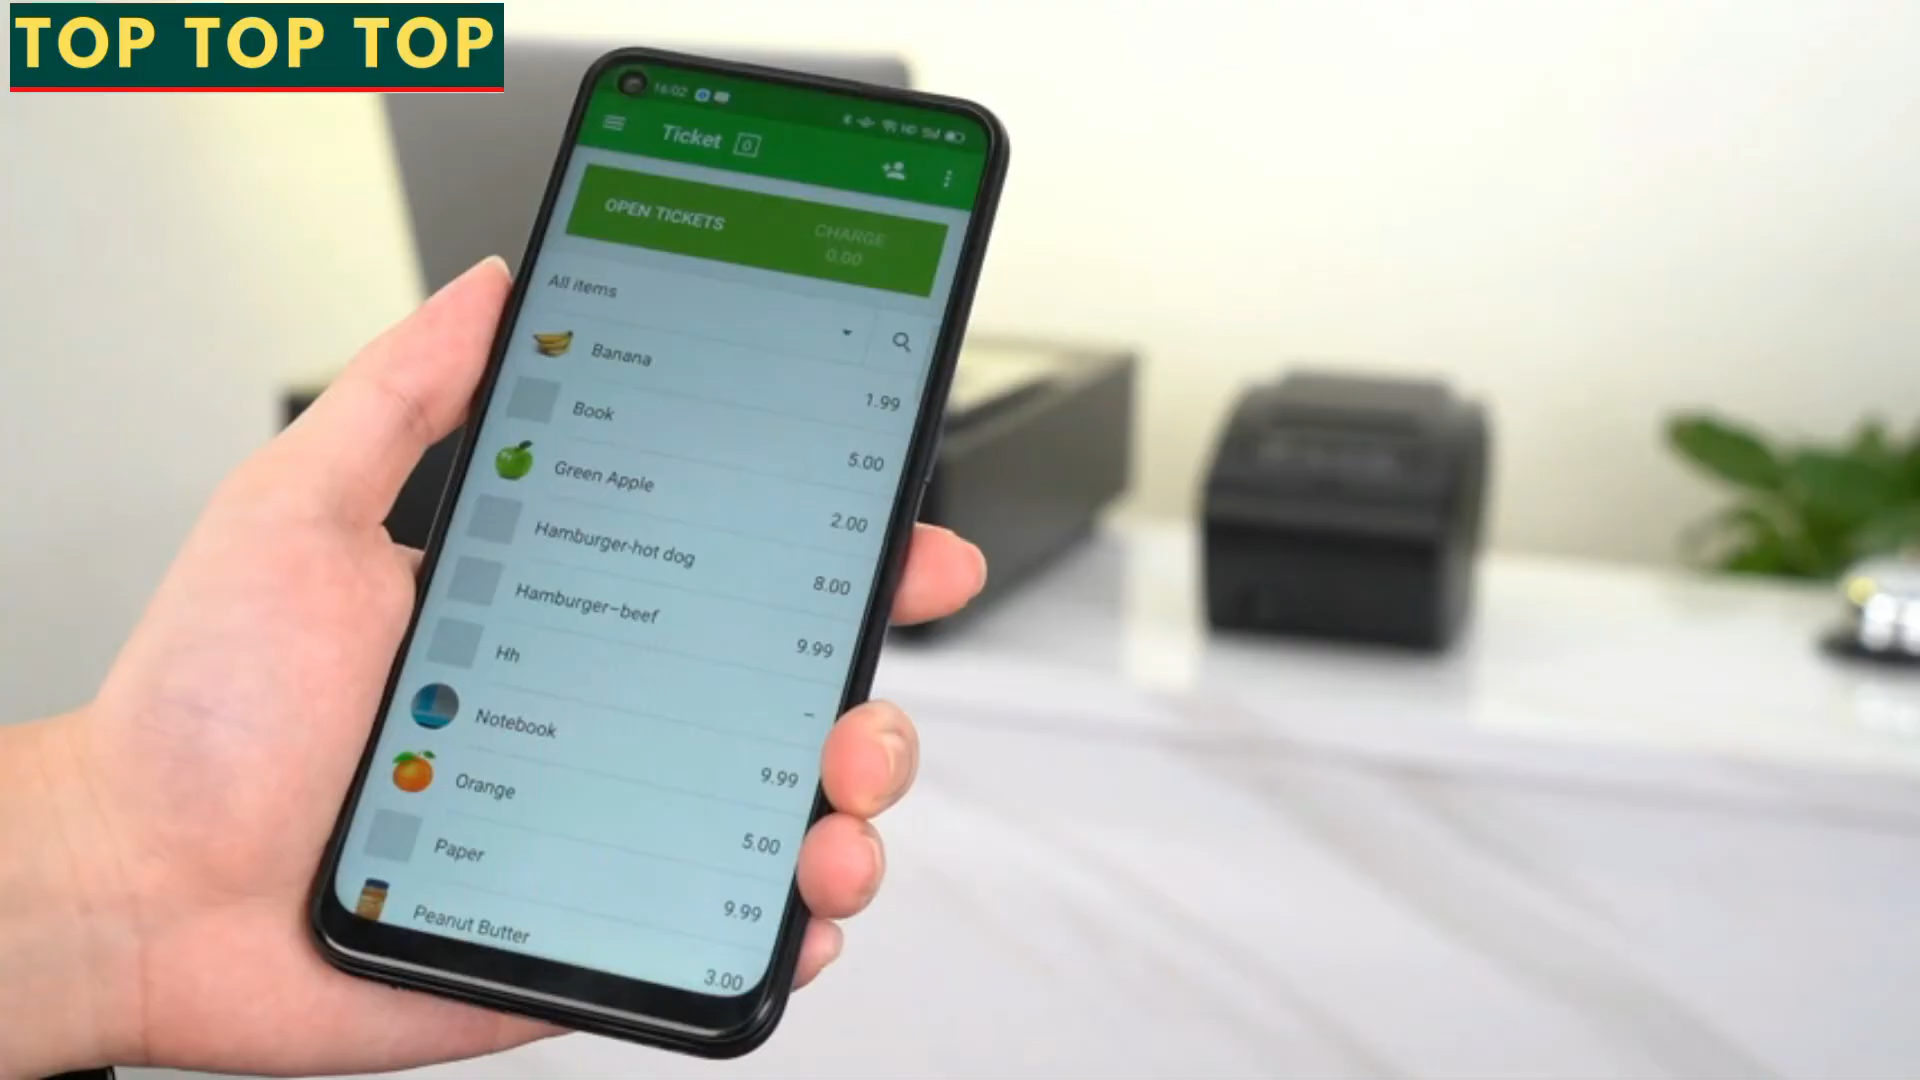 TOP TOP TOP
16:02
Ticket 0
OPEN TICKETS
CHARGE
0.00
All items
Banana
1.99
Book
5.00
Green Apple
2.00
Hamburger-hot dog
8.00
Hamburger-beef
9.99
Hh
–
Notebook
9.99
Orange
5.00
Paper
9.99
Peanut Butter
3.00